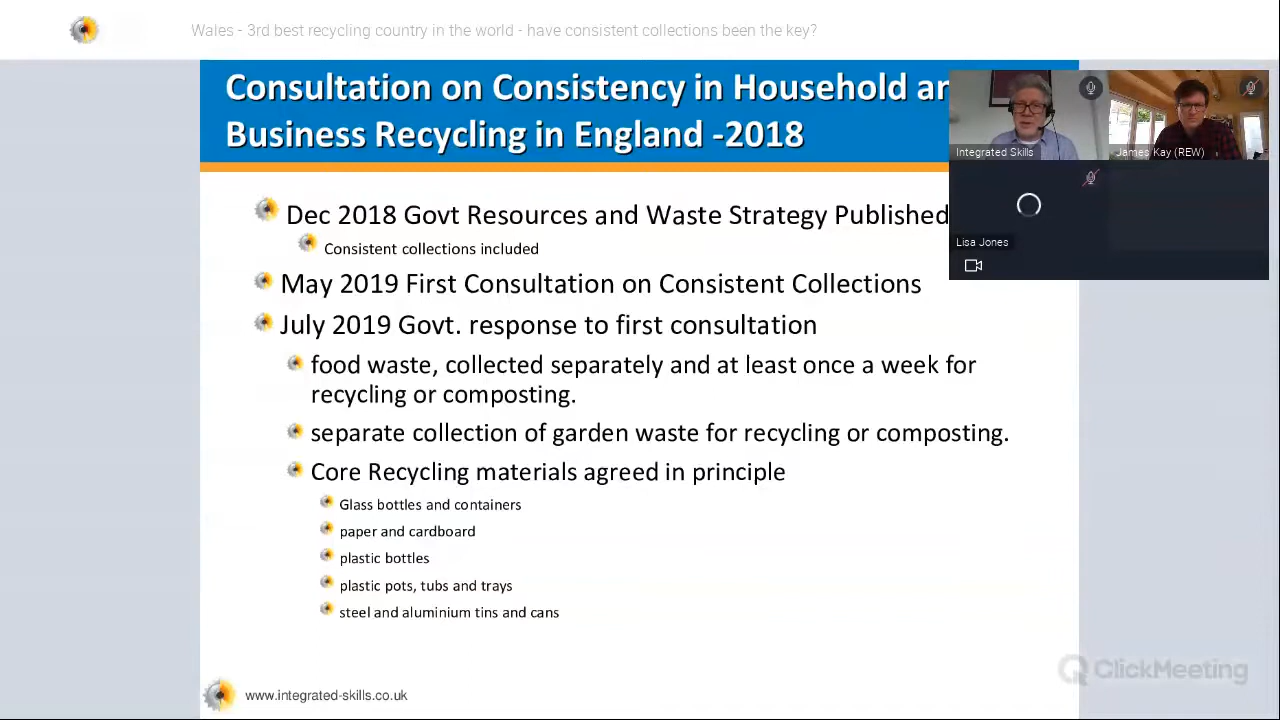 Wales - 3rd best recycling country in the world - have consistent collections been the key?
Consultation on Consistency in Household
Business Recycling in England -2018
Integrated Skills
James Kay (REW)
Lisa Jones
Dec 2018 Govt Resources and Waste Strategy Published
Consistent collections included
May 2019 First Consultation on Consistent Collections
July 2019 Govt. response to first consultation
food waste, collected separately and at least once a week for
recycling or composting.
separate collection of garden waste for recycling or composting.
Core Recycling materials agreed in principle
Glass bottles and containers
paper and cardboard
plastic bottles
plastic pots, tubs and trays
steel and aluminium tins and cans
ClickMeeting
www.integrated-skills.co.uk